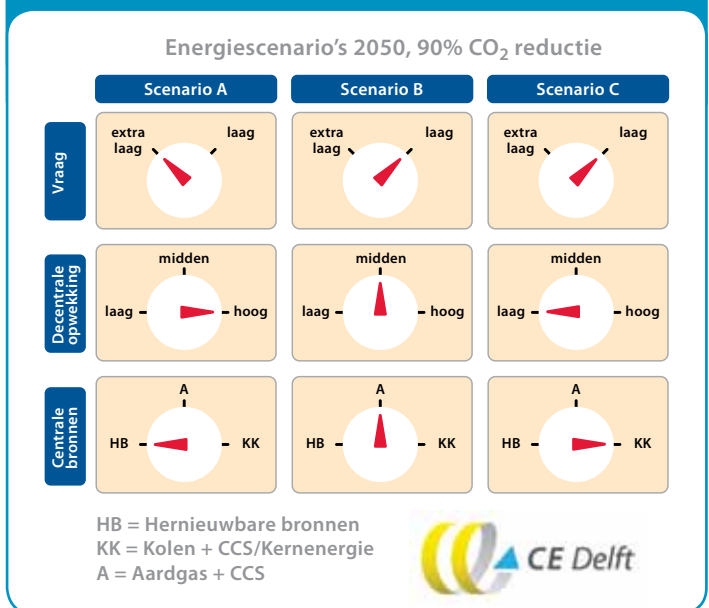 Energiescenario's 2050, 90% CO2 reductie
Scenario A
Scenario B
Scenario C
Vraag
extra
laag
laag
extra
laag
laag
extra
laag
laag
Decentrale
opwekking
midden
laag
hoog
midden
laag
hoog
midden
laag
hoog
Centrale
bronnen
A
HB
KK
A
HB
KK
A
HB
KK
HB = Hernieuwbare bronnen
KK = Kolen + CCS/Kernenergie
A = Aardgas + CCS
CE Delft